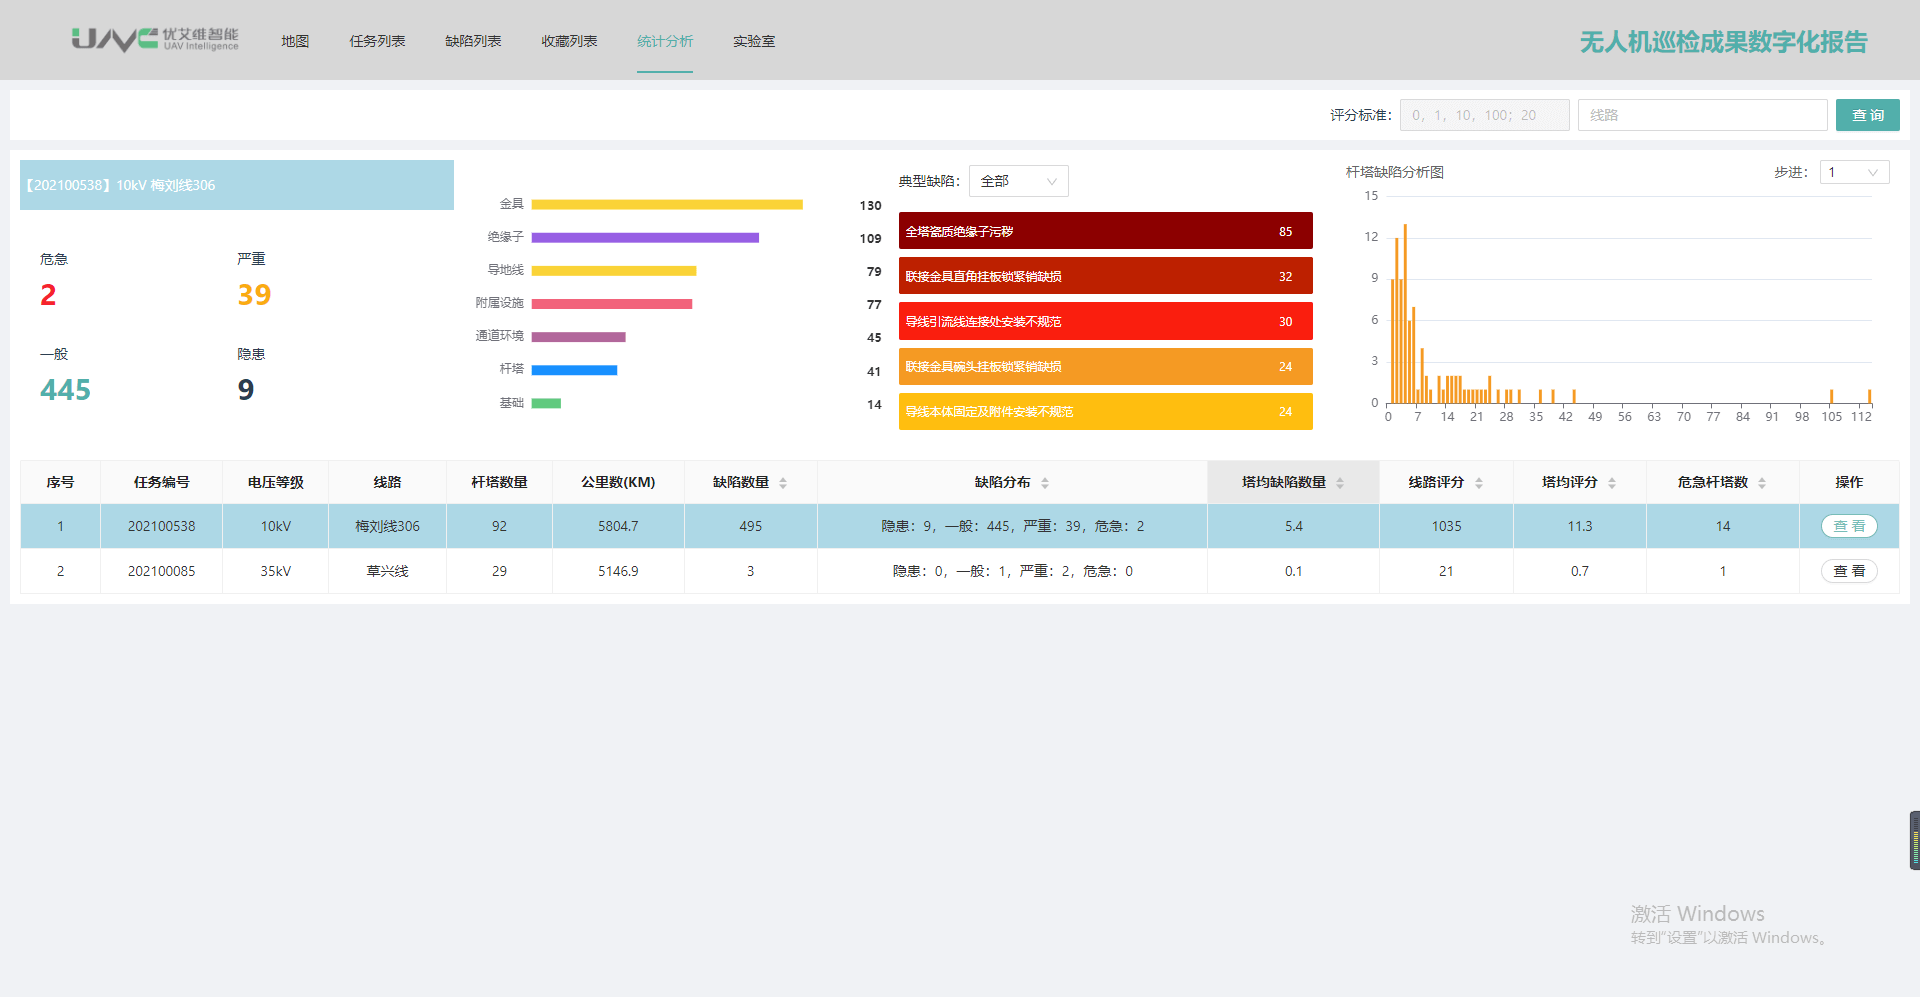 UAVC 优艾维智能
UAV Intelligence
地图 任务列表 缺陷列表 收藏列表 统计分析 实验室
无人机巡检成果数字化报告
评分标准: 0, 1, 10, 100; 20 线路 查 询
【202100538】10kV 梅刘线306
危急
2
严重
39
一般
445
隐患
9
金具 130
绝缘子 109
导地线 79
附属设施 77
通道环境 45
杆塔 41
基础 14
典型缺陷: 全部
全塔瓷质绝缘子污秽 85
联接金具直角挂板锁紧销缺损 32
导线引流线连接处安装不规范 30
联接金具碗头挂板锁紧销缺损 24
导线本体固定及附件安装不规范 24
杆塔缺陷分析图 步进: 1
15
12
9
6
3
0
0 7 14 21 28 35 42 49 56 63 70 77 84 91 98 105 112
序号 任务编号 电压等级 线路 杆塔数量 公里数(KM) 缺陷数量 缺陷分布 塔均缺陷数量 线路评分 塔均评分 危急杆塔数 操作
1 202100538 10kV 梅刘线306 92 5804.7 495 隐患: 9, 一般: 445, 严重: 39, 危急: 2 5.4 1035 11.3 14 查 看
2 202100085 35kV 草兴线 29 5146.9 3 隐患: 0, 一般: 1, 严重: 2, 危急: 0 0.1 21 0.7 1 查 看
激活 Windows
转到"设置"以激活 Windows。